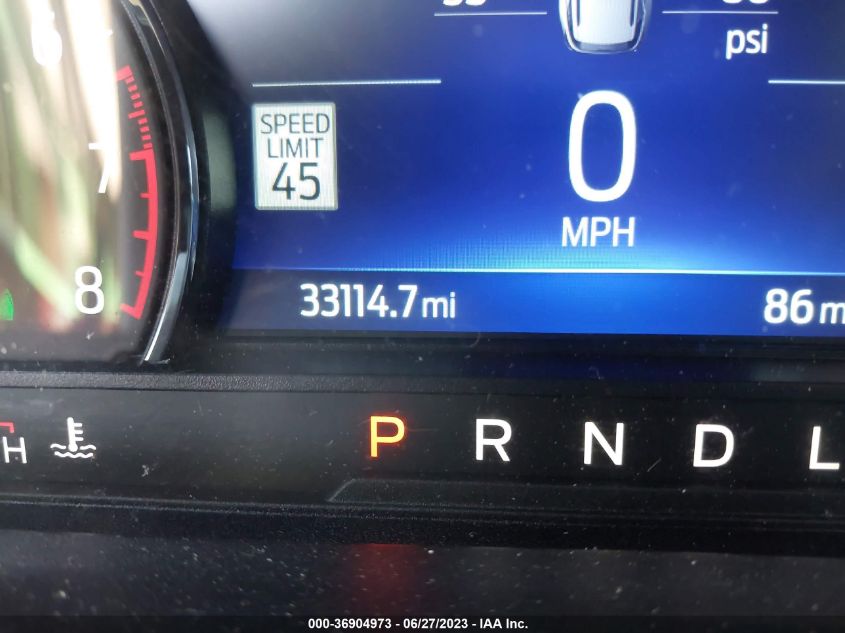 psi
6
7
8
SPEED
LIMIT
45
0
MPH
33114.7 mi
86 m
H
P R N D L
000-36904973 - 06/27/2023 - IAA Inc.